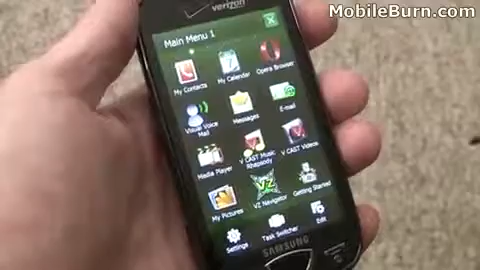 MobileBurn.com
verizon
Main Menu 1
My Contacts
My Calendar
Opera Browser
Visual Voice Mail
Messages
E-mail
Media Player
V CAST Music Rhapsody
V CAST Videos
My Pictures
VZ
VZ Navigator
Getting Started
Settings
Task Switcher
Edit
SAMSUNG